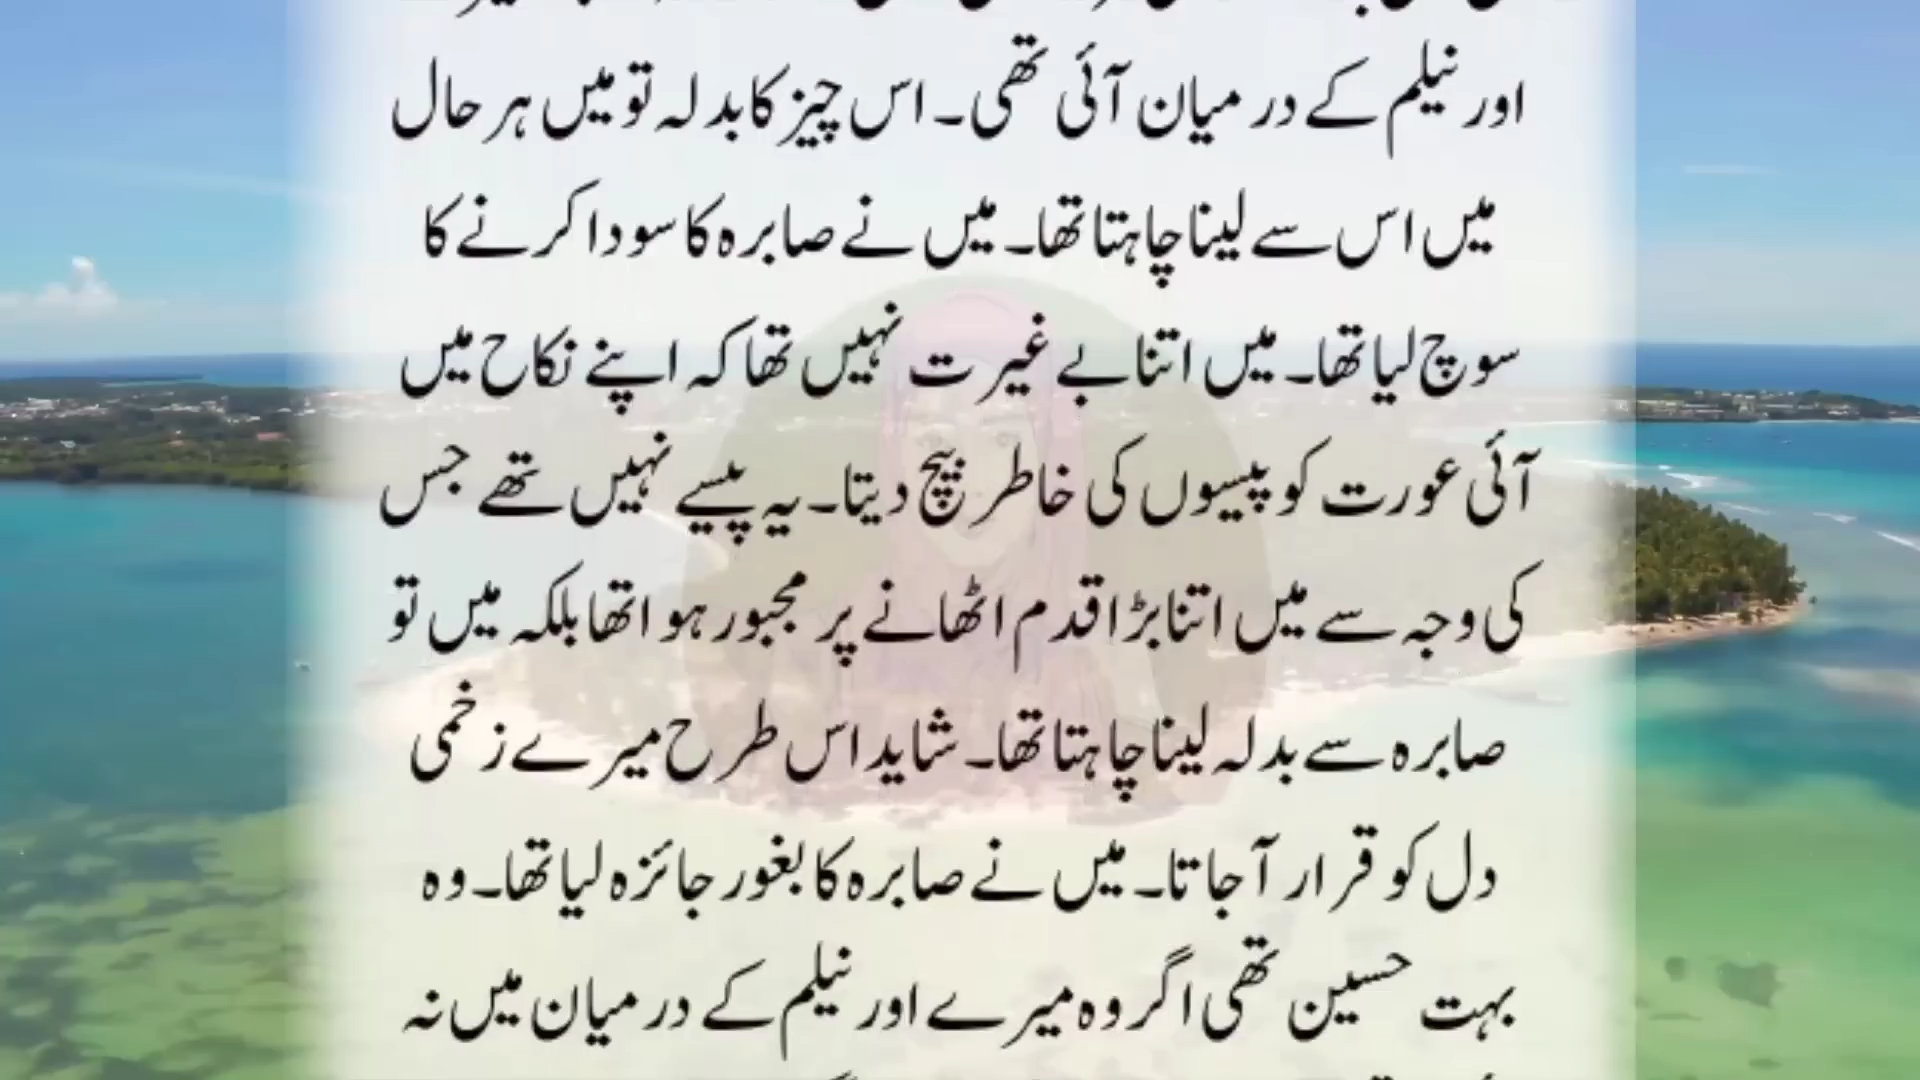 اور نیلم کے درمیان آئی تھی۔ اس چیز کا بدلہ تو میں ہر حال
میں اس سے لینا چاہتا تھا۔ میں نے صابرہ کا سودا کرنے کا
سوچ لیا تھا۔ میں اتنا بے غیرت نہیں تھا کہ اپنے نکاح میں
آئی عورت کو پیسوں کی خاطر بیچ دیتا۔ یہ پیسے نہیں تھے جس
کی وجہ سے میں اتنا بڑا قدم اٹھانے پر مجبور ہوا تھا بلکہ میں تو
صابرہ سے بدلہ لینا چاہتا تھا۔ شاید اس طرح میرے زخمی
دل کو قرار آ جاتا۔ میں نے صابرہ کا بغور جائزہ لیا تھا۔ وہ
بہت حسین تھی اگر وہ میرے اور نیلم کے درمیان میں نہ